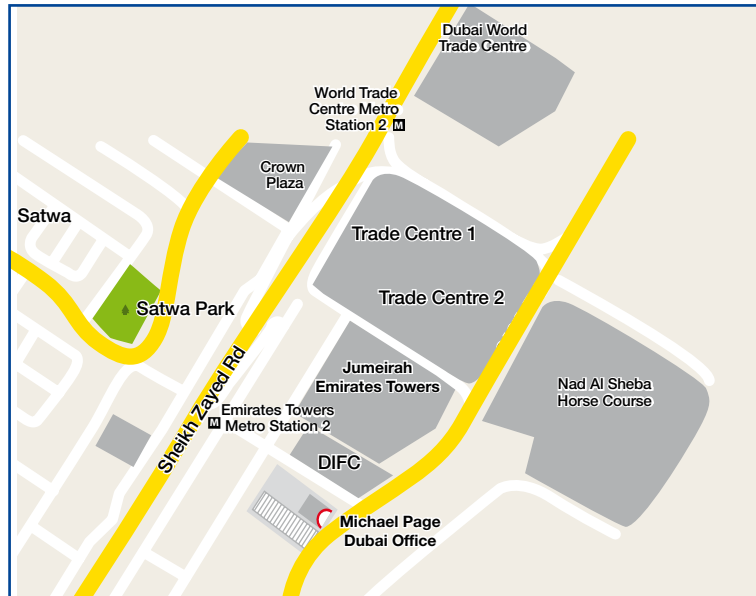 Dubai World
Trade Centre
World Trade
Centre Metro
Station 2 M
Crown
Plaza
Satwa
Trade Centre 1
Trade Centre 2
Satwa Park
Jumeirah
Emirates Towers
Nad Al Sheba
Horse Course
Sheikh Zayed Rd
M Emirates Towers
Metro Station 2
DIFC
Michael Page
Dubai Office